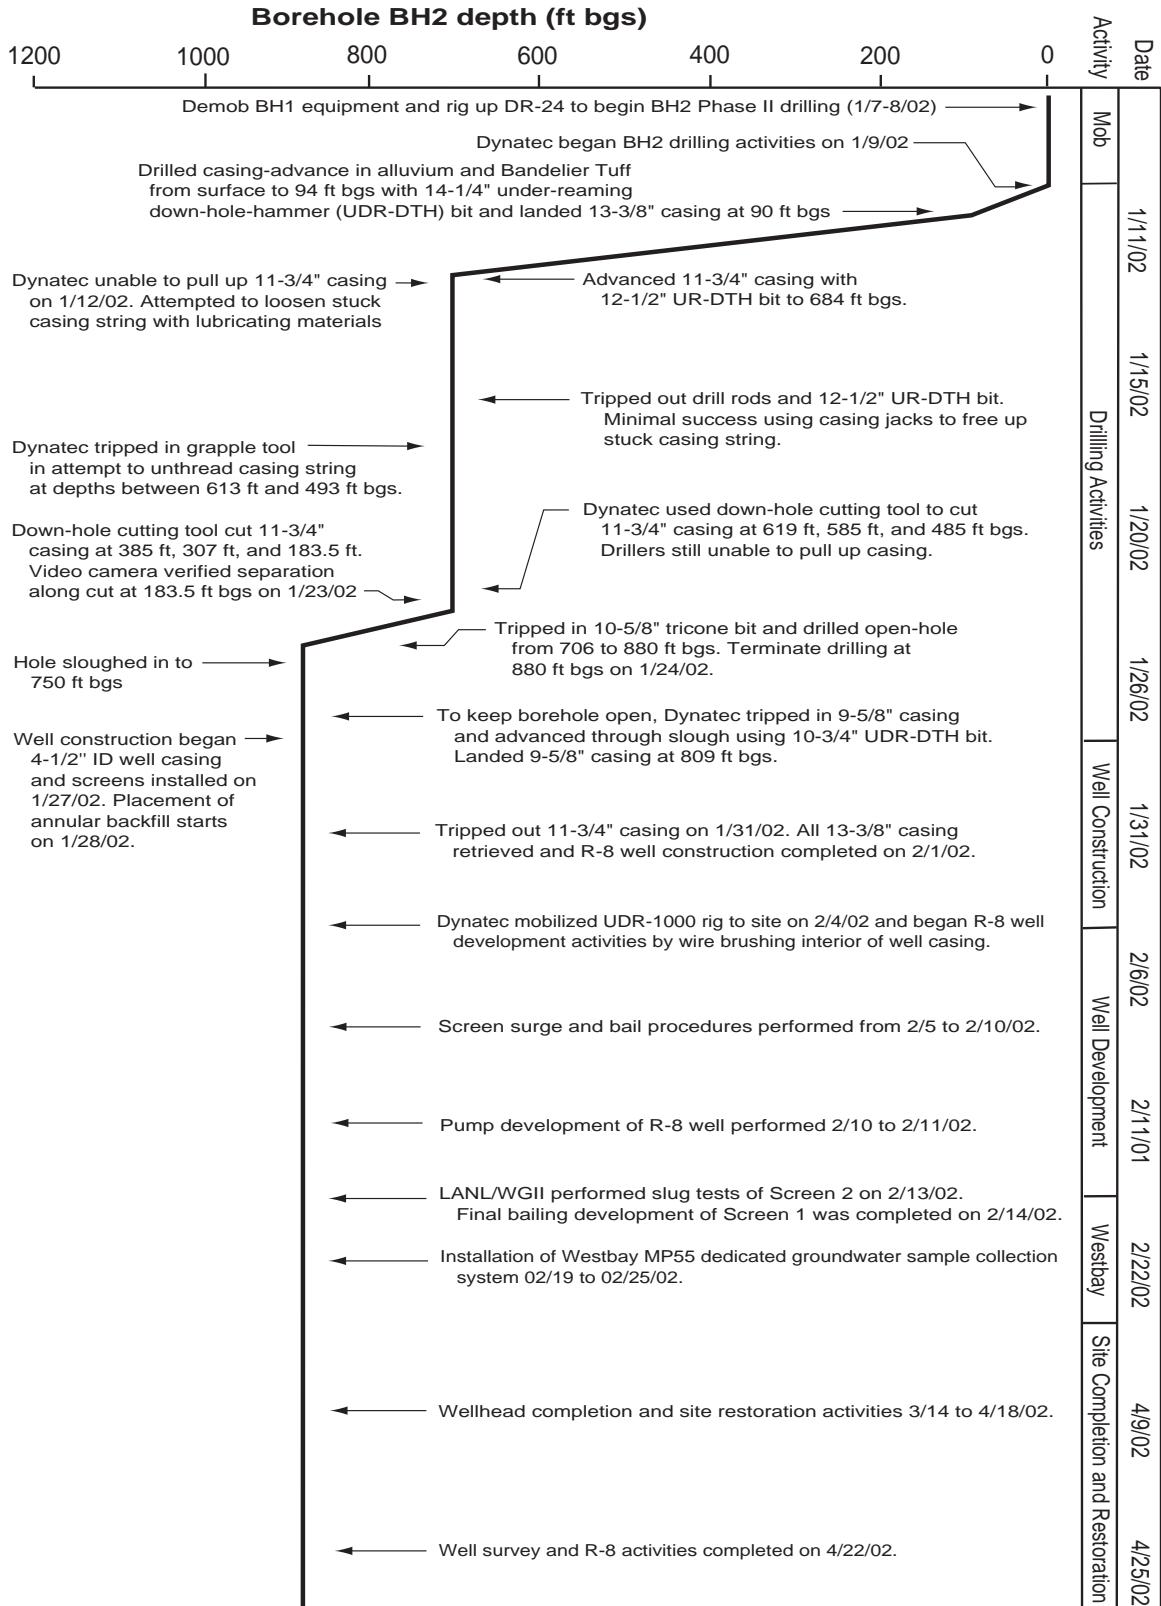 Borehole BH2 depth (ft bgs)
1200 1000 800 600 400 200 0
Activity
Date
Demob BH1 equipment and rig up DR-24 to begin BH2 Phase II drilling (1/7-8/02)
Mob
Dynatec began BH2 drilling activities on 1/9/02
Drilled casing-advance in alluvium and Bandelier Tuff
from surface to 94 ft bgs with 14-1/4" under-reaming
down-hole-hammer (UDR-DTH) bit and landed 13-3/8" casing at 90 ft bgs
1/11/02
Dynatec unable to pull up 11-3/4" casing
on 1/12/02. Attempted to loosen stuck
casing string with lubricating materials
Advanced 11-3/4" casing with
12-1/2" UR-DTH bit to 684 ft bgs.
1/15/02
Tripped out drill rods and 12-1/2" UR-DTH bit.
Minimal success using casing jacks to free up
stuck casing string.
Drillling Activities
Dynatec tripped in grapple tool
in attempt to unthread casing string
at depths between 613 ft and 493 ft bgs.
Dynatec used down-hole cutting tool to cut
11-3/4" casing at 619 ft, 585 ft, and 485 ft bgs.
Drillers still unable to pull up casing.
1/20/02
Down-hole cutting tool cut 11-3/4"
casing at 385 ft, 307 ft, and 183.5 ft.
Video camera verified separation
along cut at 183.5 ft bgs on 1/23/02
Tripped in 10-5/8" tricone bit and drilled open-hole
from 706 to 880 ft bgs. Terminate drilling at
880 ft bgs on 1/24/02.
Hole sloughed in to
750 ft bgs
1/26/02
To keep borehole open, Dynatec tripped in 9-5/8" casing
and advanced through slough using 10-3/4" UDR-DTH bit.
Landed 9-5/8" casing at 809 ft bgs.
Well construction began
4-1/2" ID well casing
and screens installed on
1/27/02. Placement of
annular backfill starts
on 1/28/02.
Well Construction
1/31/02
Tripped out 11-3/4" casing on 1/31/02. All 13-3/8" casing
retrieved and R-8 well construction completed on 2/1/02.
Dynatec mobilized UDR-1000 rig to site on 2/4/02 and began R-8 well
development activities by wire brushing interior of well casing.
2/6/02
Well Development
Screen surge and bail procedures performed from 2/5 to 2/10/02.
Pump development of R-8 well performed 2/10 to 2/11/02.
2/11/01
LANL/WGII performed slug tests of Screen 2 on 2/13/02.
Final bailing development of Screen 1 was completed on 2/14/02.
Westbay
2/22/02
Installation of Westbay MP55 dedicated groundwater sample collection
system 02/19 to 02/25/02.
Site Completion and Restoration
Wellhead completion and site restoration activities 3/14 to 4/18/02.
4/9/02
Well survey and R-8 activities completed on 4/22/02.
4/25/02